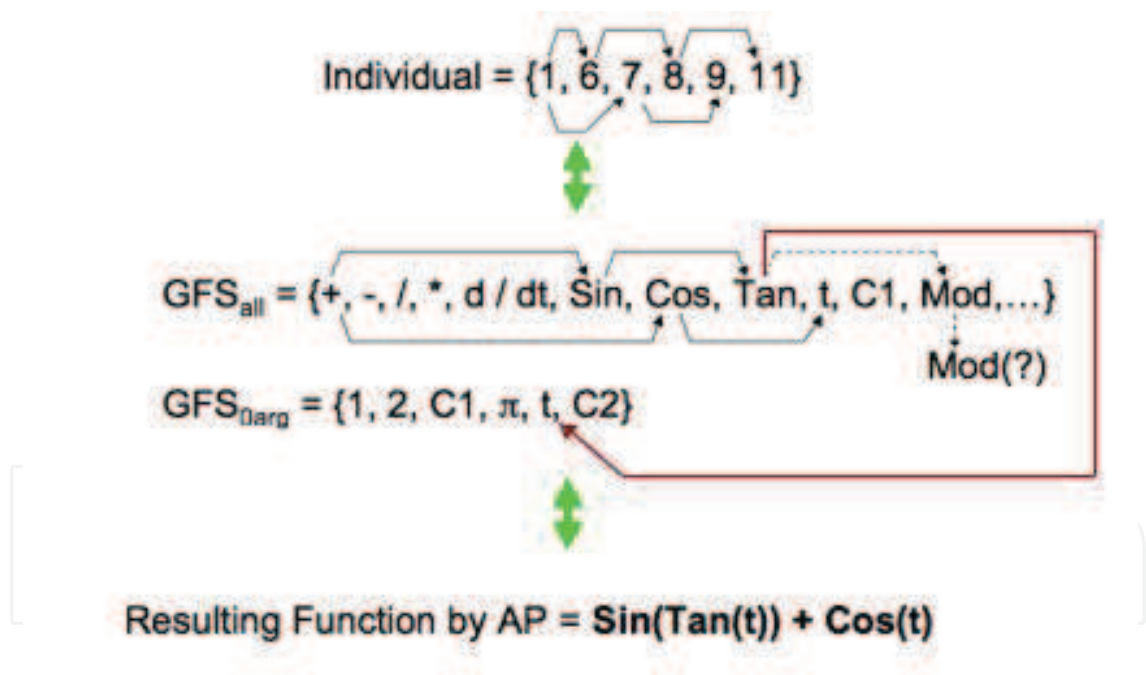 Individual = {1, 6, 7, 8, 9, 11}
GFSall = {+, -, /, *, d / dt, Sin, Cos, Tan, t, C1, Mod,...}
Mod(?)
GFS0arg = {1, 2, C1, π, t, C2}
Resulting Function by AP = Sin(Tan(t)) + Cos(t)